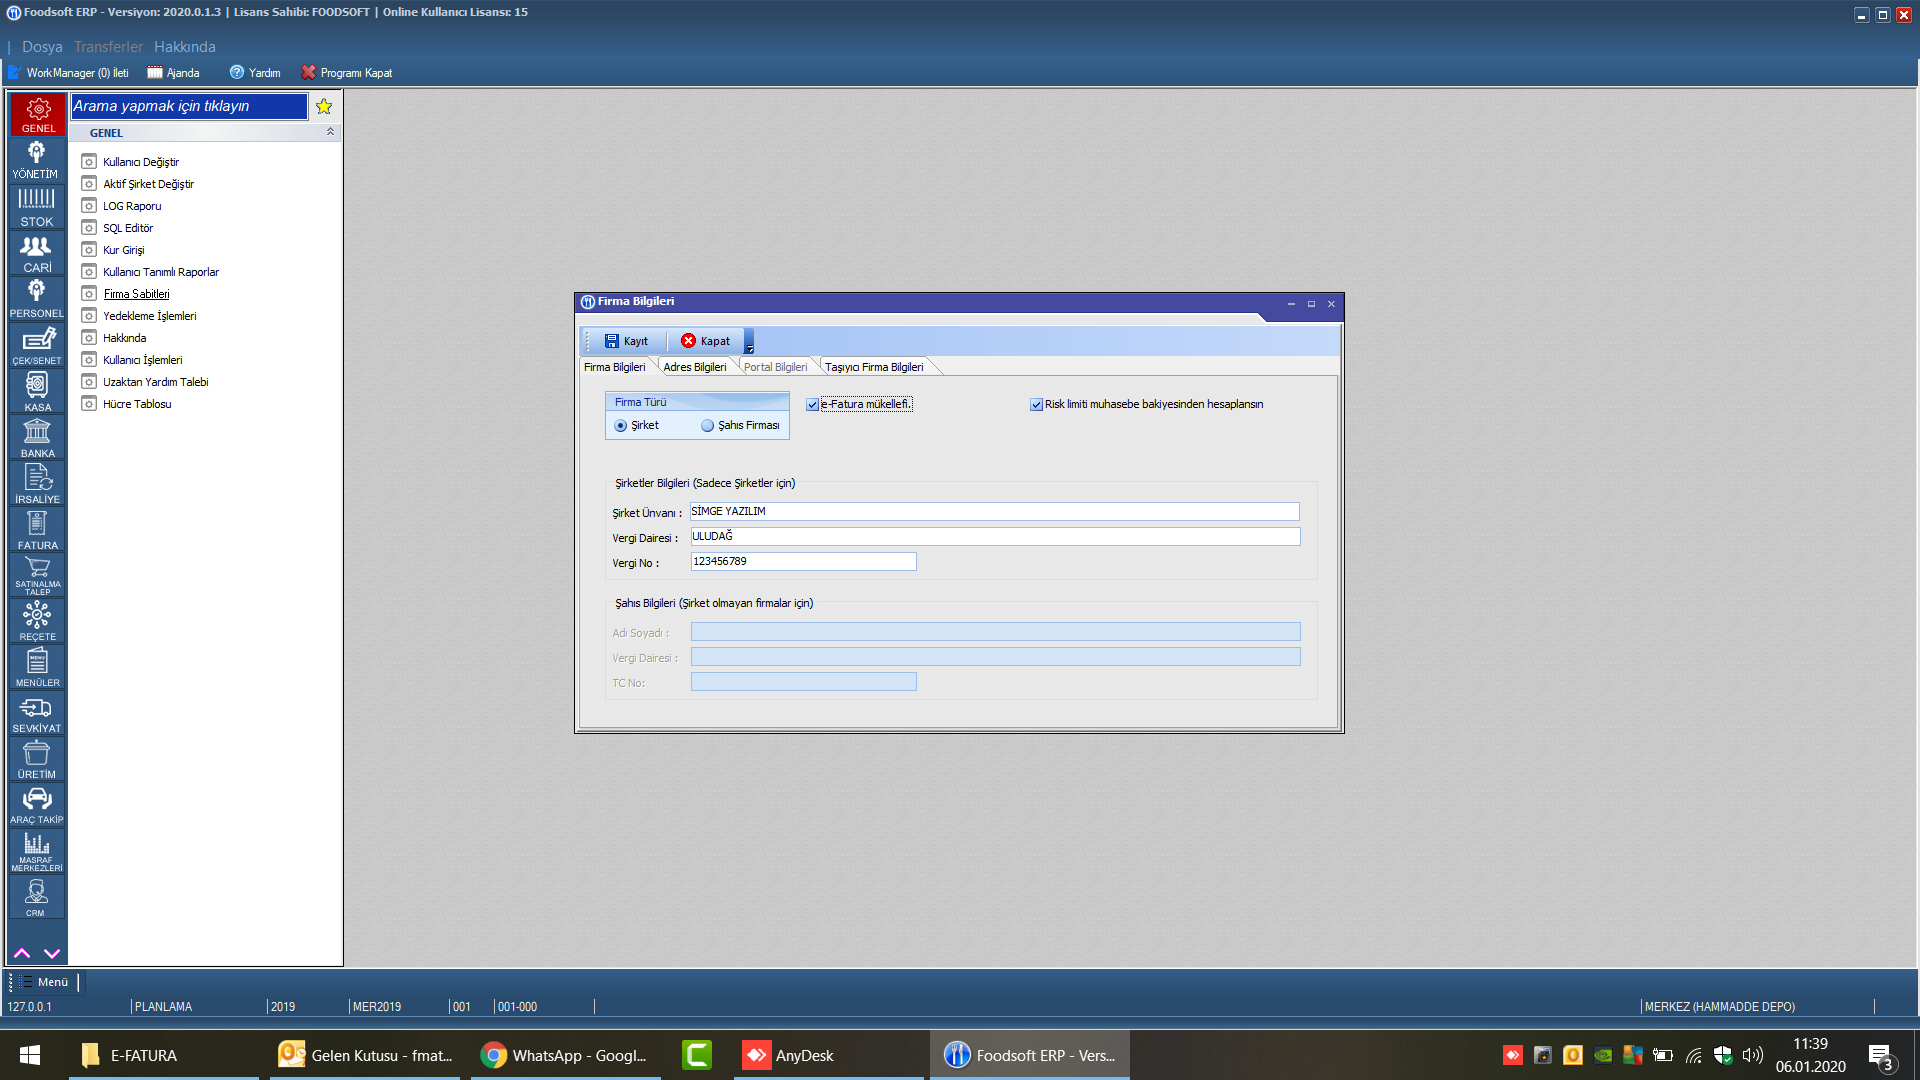 Foodsoft ERP - Versiyon: 2020.0.1.3 | Lisans Sahibi: FOODSOFT | Online Kullanıcı Lisansı: 15
Dosya Transferler Hakkında
WorkManager (0) İleti Ajanda Yardım Programı Kapat
Arama yapmak için tıklayın
GENEL
YÖNETİM
STOK
CARİ
PERSONEL
ÇEK/SENET
KASA
BANKA
İRSALİYE
FATURA
SATINALMA
TALEP
REÇETE
MENU
MENÜLER
SEVKİYAT
ÜRETİM
ARAÇ TAKİP
MASRAF
MERKEZLERİ
CRM
GENEL
Kullanıcı Değiştir
Aktif Şirket Değiştir
LOG Raporu
SQL Editör
Kur Girişi
Kullanıcı Tanımlı Raporlar
Firma Sabitleri
Yedekleme İşlemleri
Hakkında
Kullanıcı İşlemleri
Uzaktan Yardım Talebi
Hücre Tablosu
Firma Bilgileri
Kayıt Kapat
Firma Bilgileri Adres Bilgileri Portal Bilgileri Taşıyıcı Firma Bilgileri
Firma Türü
Şirket Şahıs Firması
e-Fatura mükellefi.
Risk limiti muhasebe bakiyesinden hesaplansın
Şirketler Bilgileri (Sadece Şirketler için)
Şirket Ünvanı : SİMGE YAZILIM
Vergi Dairesi : ULUDAĞ
Vergi No : 123456789
Şahıs Bilgileri (Şirket olmayan firmalar için)
Adı Soyadı :
Vergi Dairesi :
TC No:
Menü
127.0.0.1 PLANLAMA 2019 MER2019 001 001-000 MERKEZ (HAMMADDE DEPO)
E-FATURA Gelen Kutusu - fmat... WhatsApp - Googl... AnyDesk Foodsoft ERP - Vers...
11:39
06.01.2020
3